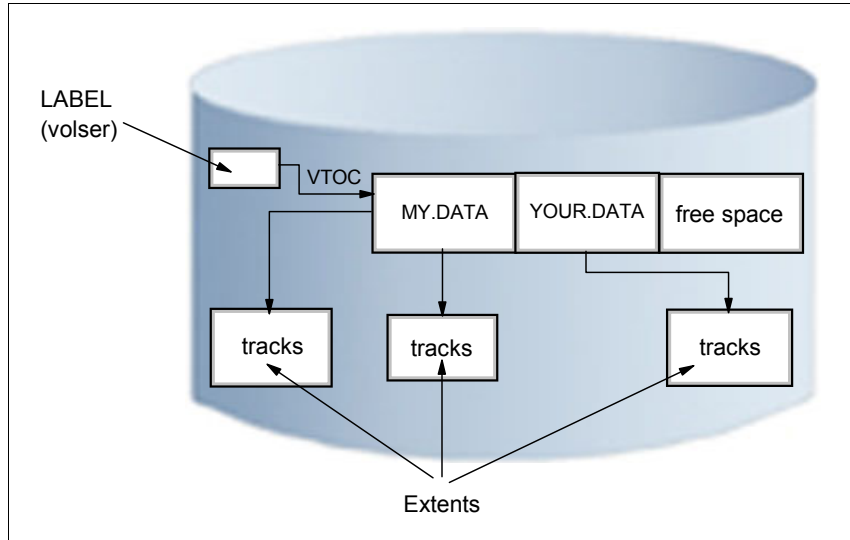 LABEL
(volser)
VTOC
MY.DATA
YOUR.DATA
free space
tracks
tracks
tracks
Extents